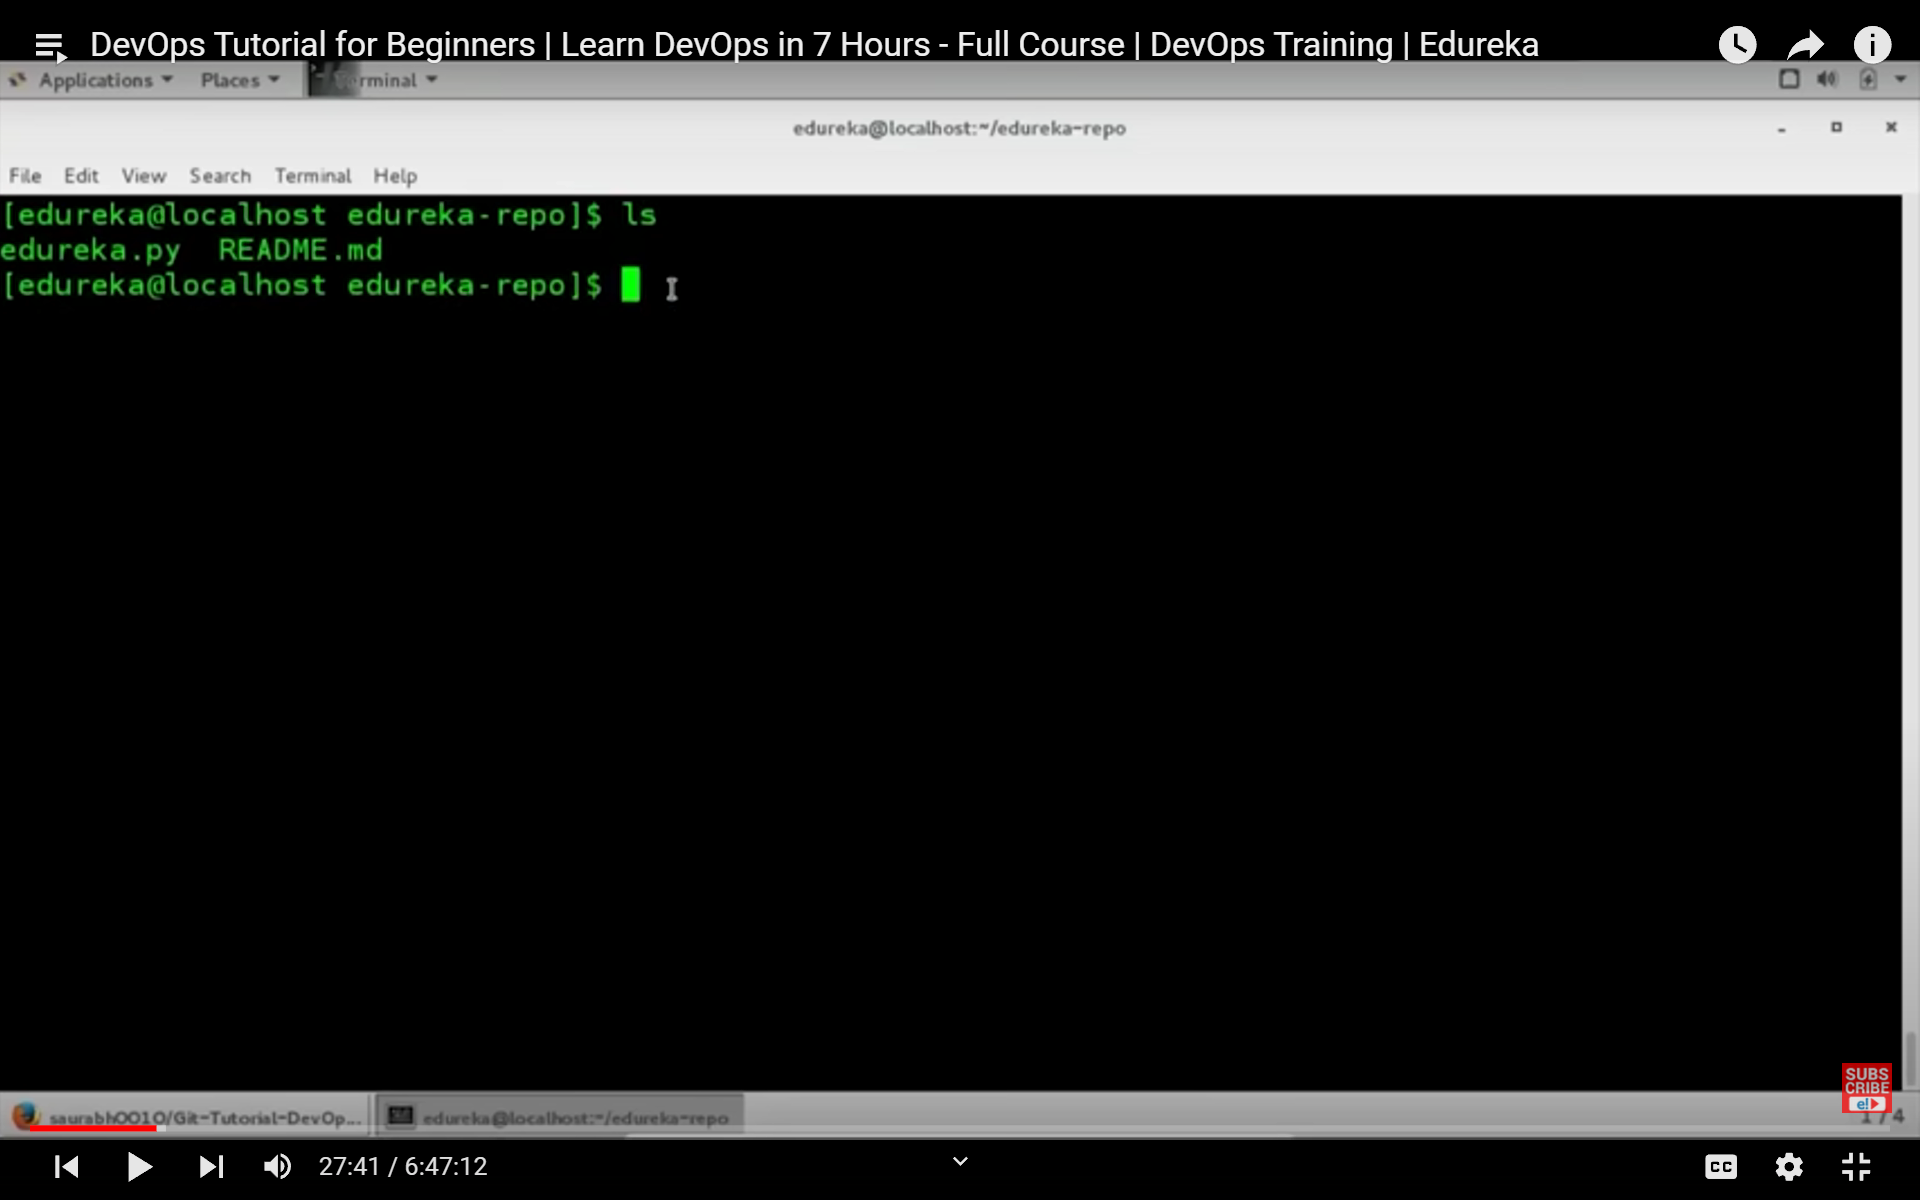 DevOps Tutorial for Beginners | Learn DevOps in 7 Hours - Full Course | DevOps Training | Edureka
Applications Places Terminal
edureka@localhost:~/edureka-repo
File Edit View Search Terminal Help
[edureka@localhost edureka-repo]$ ls
edureka.py README.md
[edureka@localhost edureka-repo]$
SUBS
CRIBE
e!
saurabh0010/Git-Tutorial-DevOp... edureka@localhost:~/edureka-repo 1 / 4
27:41 / 6:47:12 CC